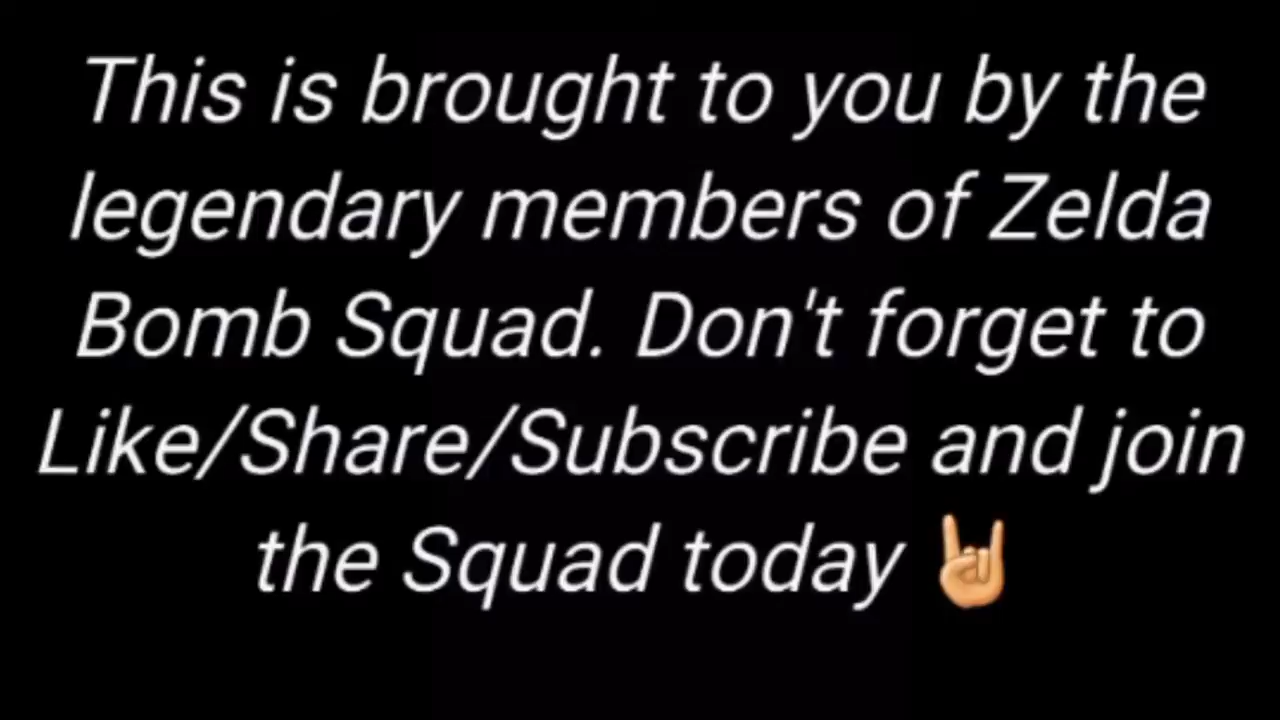 This is brought to you by the
legendary members of Zelda
Bomb Squad. Don't forget to
Like/Share/Subscribe and join
the Squad today 🤘